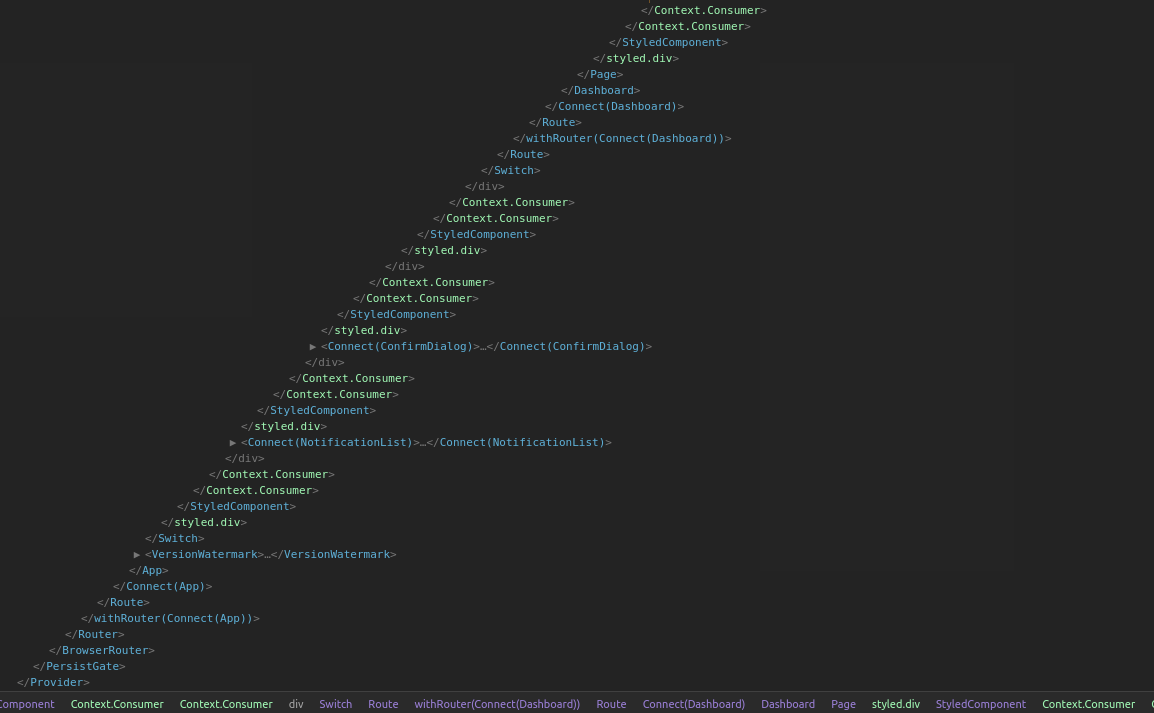 </Context.Consumer>
</Context.Consumer>
</StyledComponent>
</styled.div>
</Page>
</Dashboard>
</Connect(Dashboard)>
</Route>
</withRouter(Connect(Dashboard))>
</Route>
</Switch>
</div>
</Context.Consumer>
</Context.Consumer>
</StyledComponent>
</styled.div>
</div>
</Context.Consumer>
</Context.Consumer>
</StyledComponent>
</styled.div>
▶ <Connect(ConfirmDialog)>…</Connect(ConfirmDialog)>
</div>
</Context.Consumer>
</Context.Consumer>
</StyledComponent>
</styled.div>
▶ <Connect(NotificationList)>…</Connect(NotificationList)>
</div>
</Context.Consumer>
</Context.Consumer>
</StyledComponent>
</styled.div>
</Switch>
▶ <VersionWatermark>…</VersionWatermark>
</App>
</Connect(App)>
</Route>
</withRouter(Connect(App))>
</Router>
</BrowserRouter>
</PersistGate>
</Provider>
Component Context.Consumer Context.Consumer div Switch Route withRouter(Connect(Dashboard)) Route Connect(Dashboard) Dashboard Page styled.div StyledComponent Context.Consumer